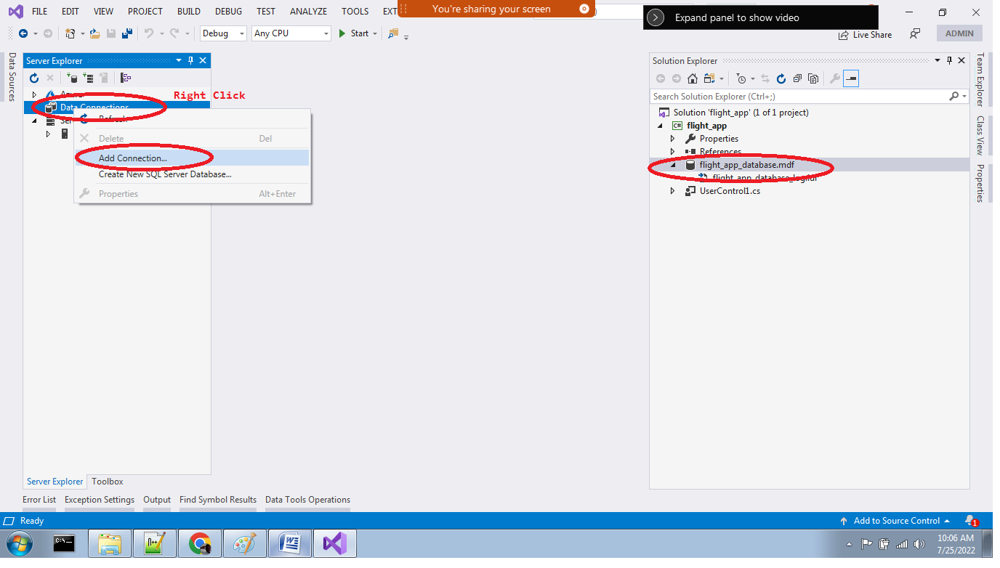 FILE EDIT VIEW PROJECT BUILD DEBUG TEST ANALYZE TOOLS EXT
You're sharing your screen
Expand panel to show video
Debug Any CPU Start
Live Share ADMIN
Data Sources
Server Explorer
Azure
Right Click
Data Connections
Refresh
Delete Del
Add Connection...
Create New SQL Server Database...
Properties Alt+Enter
Server Explorer Toolbox
Solution Explorer
Search Solution Explorer (Ctrl+;)
Solution 'flight_app' (1 of 1 project)
C# flight_app
Properties
References
flight_app_database.mdf
flight_app_database_log.ldf
UserControl1.cs
Team Explorer
Class View
Properties
Error List Exception Settings Output Find Symbol Results Data Tools Operations
Ready Add to Source Control 1
10:06 AM
7/25/2022